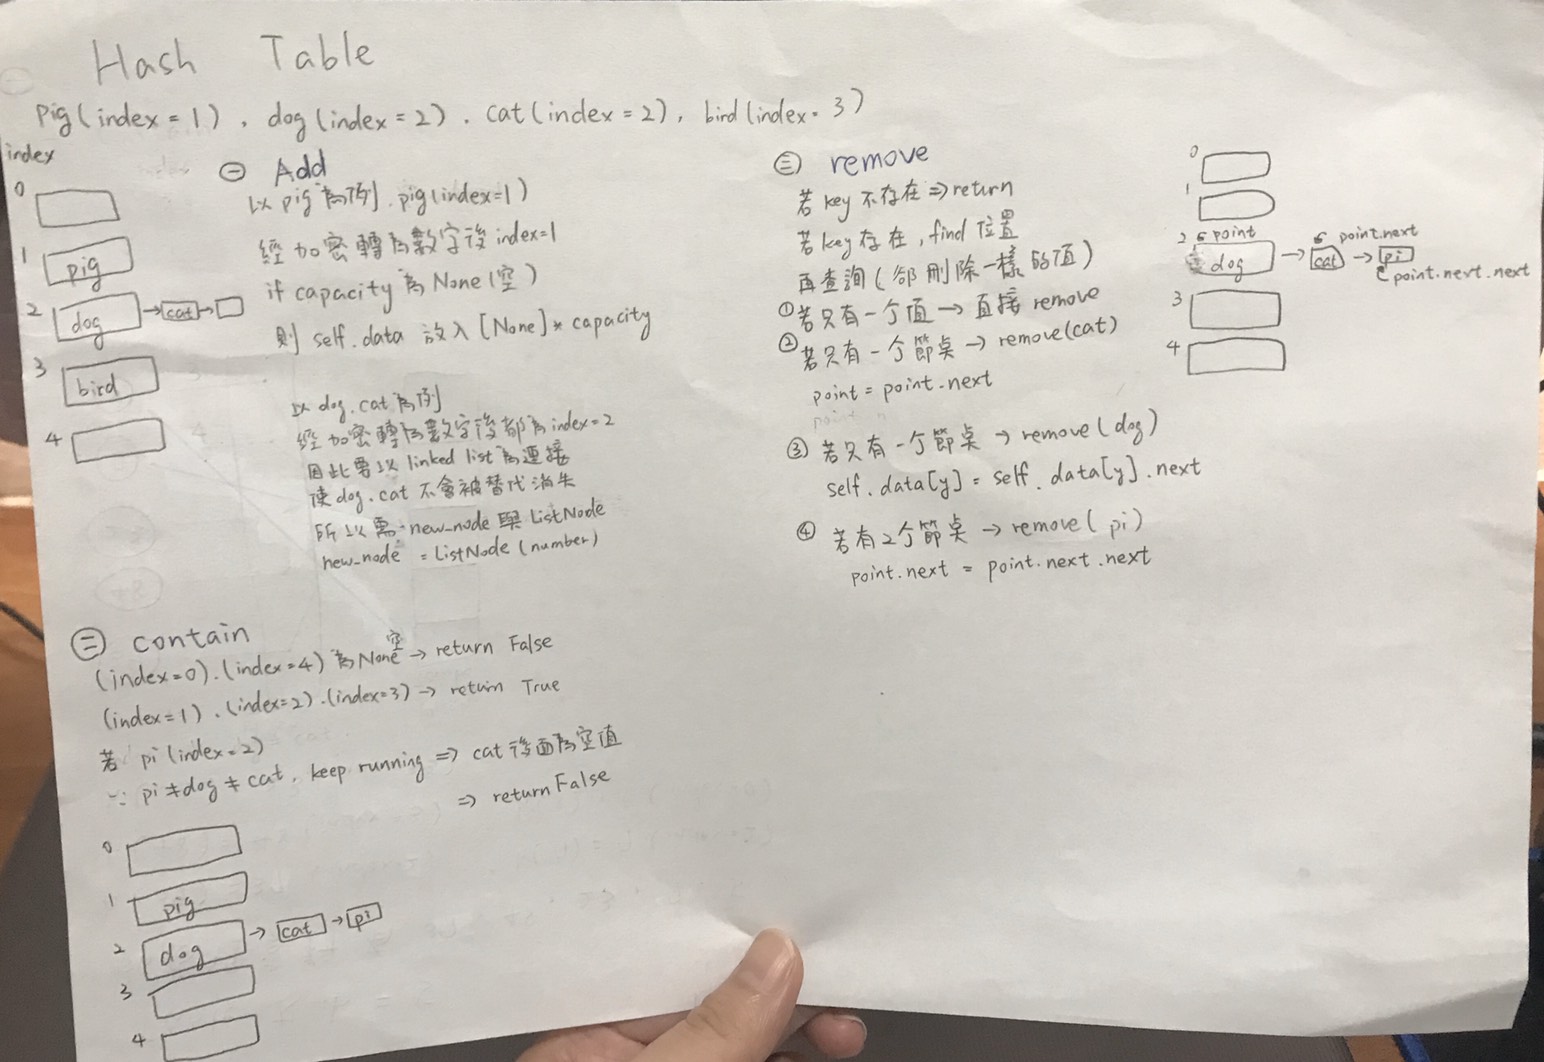 Hash Table
pig(index = 1), dog(index = 2), cat(index = 2), bird(index = 3)
index
0
1 pig
2 dog → cat →
3 bird
4
㊀ Add
以 pig 為例, pig(index=1)
經加密轉為數字後 index=1
if capacity 為 None(空)
則 self.data 放入 [None]* capacity
以 dog, cat 為例
經加密轉為數字後都為 index=2
因此要以 linked list 為連接
使 dog, cat 不會被替代消失
所以需: new_node 與 ListNode
new_node = ListNode (number)
㊁ contain
(index=0), (index=4) 為 None空 → return False
(index=1), (index=2), (index=3) → return True
若 pi (index=2)
∵ pi ≠ dog ≠ cat, keep running ⇒ cat 後面為空值
⇒ return False
0
1 pig
2 dog → cat → pi
3
4
㊂ remove
若 key 不存在 ⇒ return
若 key 存在, find 位置
再查詢 (部刪除一樣的值)
① 若只有一个值 → 直接 remove
② 若只有一个節桌 → remove(cat)
point = point.next
③ 若只有一个節桌 → remove (dog)
self.data[y] = self.data[y].next
④ 若有2个節桌 → remove (pi)
point.next = point.next.next
0
1
point point.next
2 dog → cat → pi
point.next.next
3
4